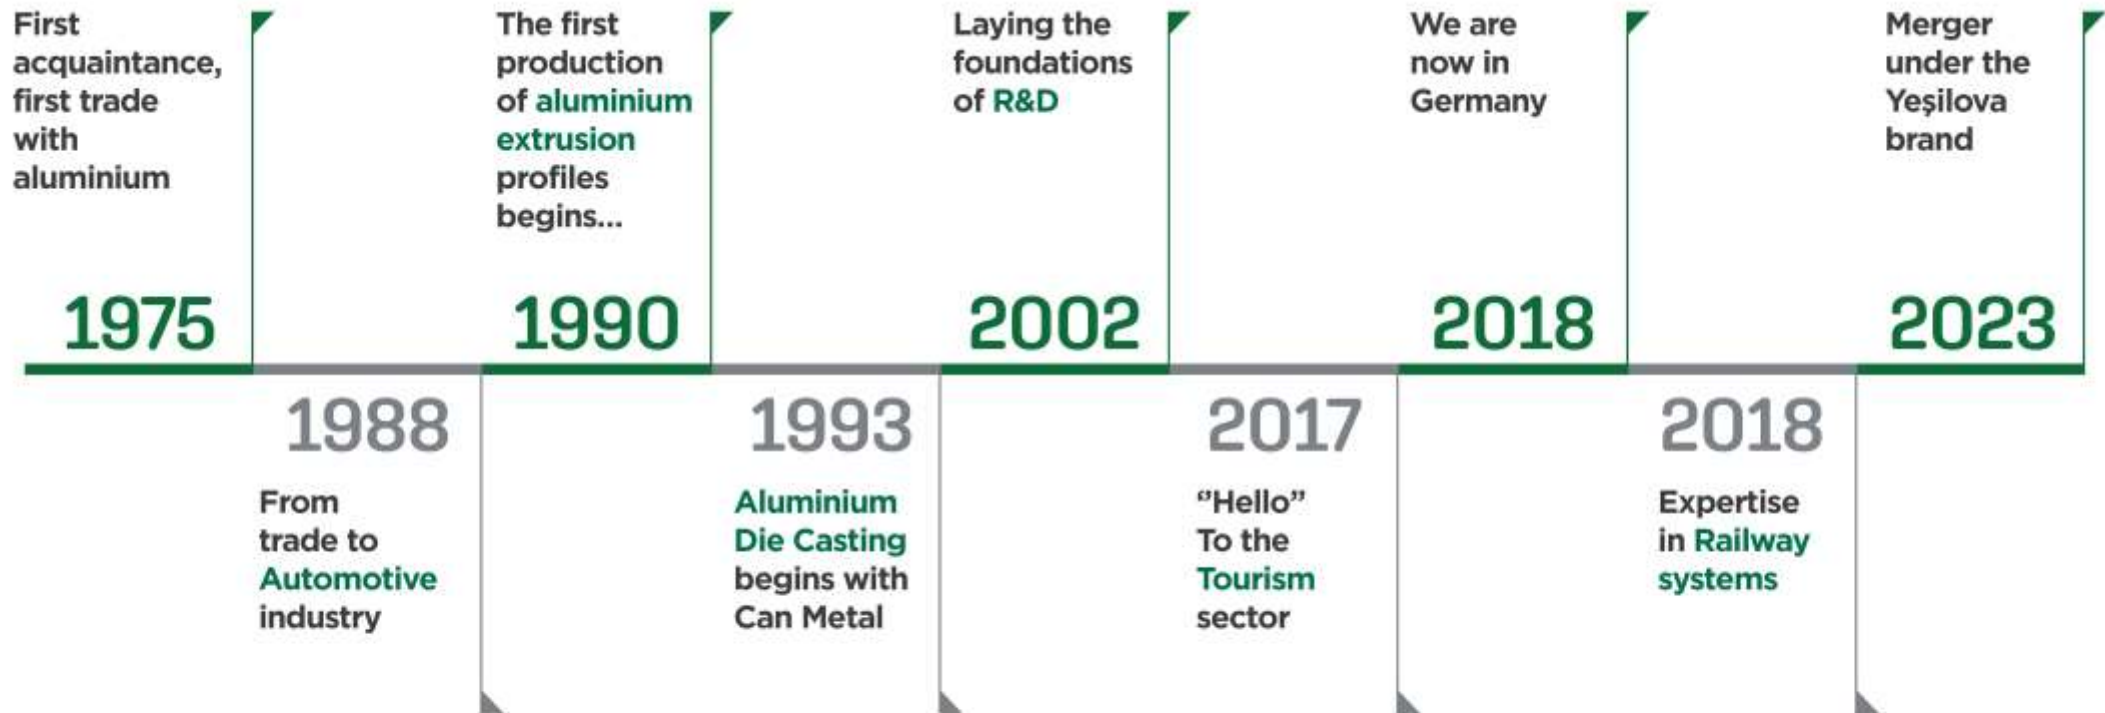 First
acquaintance,
first trade
with
aluminium
1975
1988
From
trade to
Automotive
industry
The first
production
of aluminium
extrusion
profiles
begins...
1990
1993
Aluminium
Die Casting
begins with
Can Metal
Laying the
foundations
of R&D
2002
2017
"Hello”
To the
Tourism
sector
We are
now in
Germany
2018
2018
Expertise
in Railway
systems
Merger
under the
Yeşilova
brand
2023